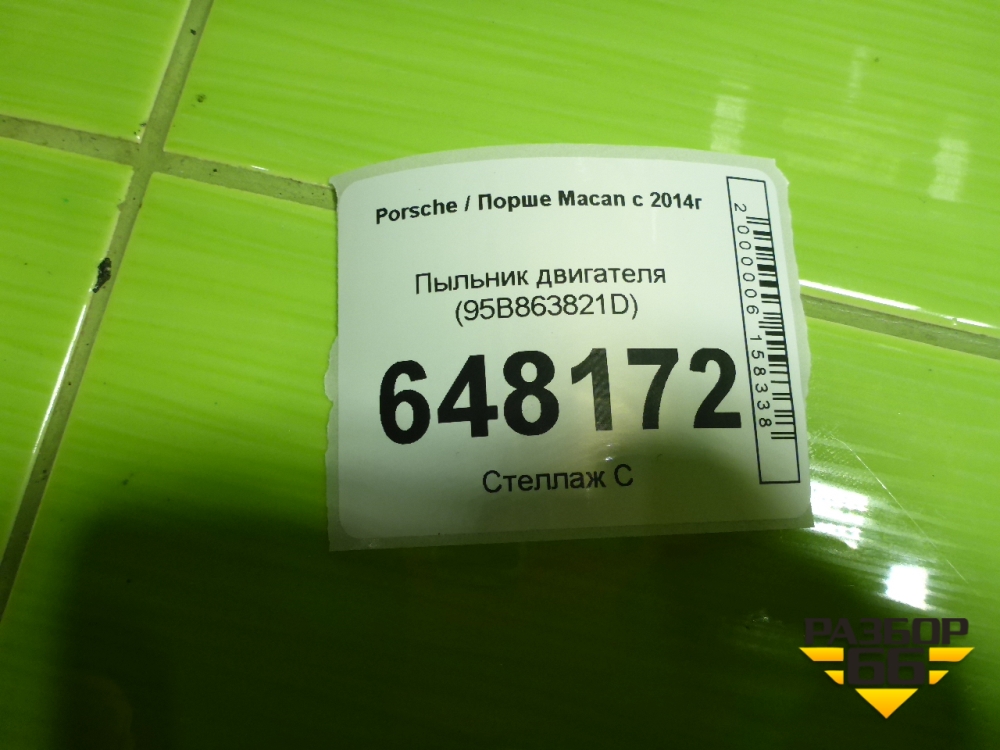 Porsche / Порше Macan с 2014г
Пыльник двигателя
(95B863821D)
648172
Стеллаж С
2000006158338
РАЗБОР
66